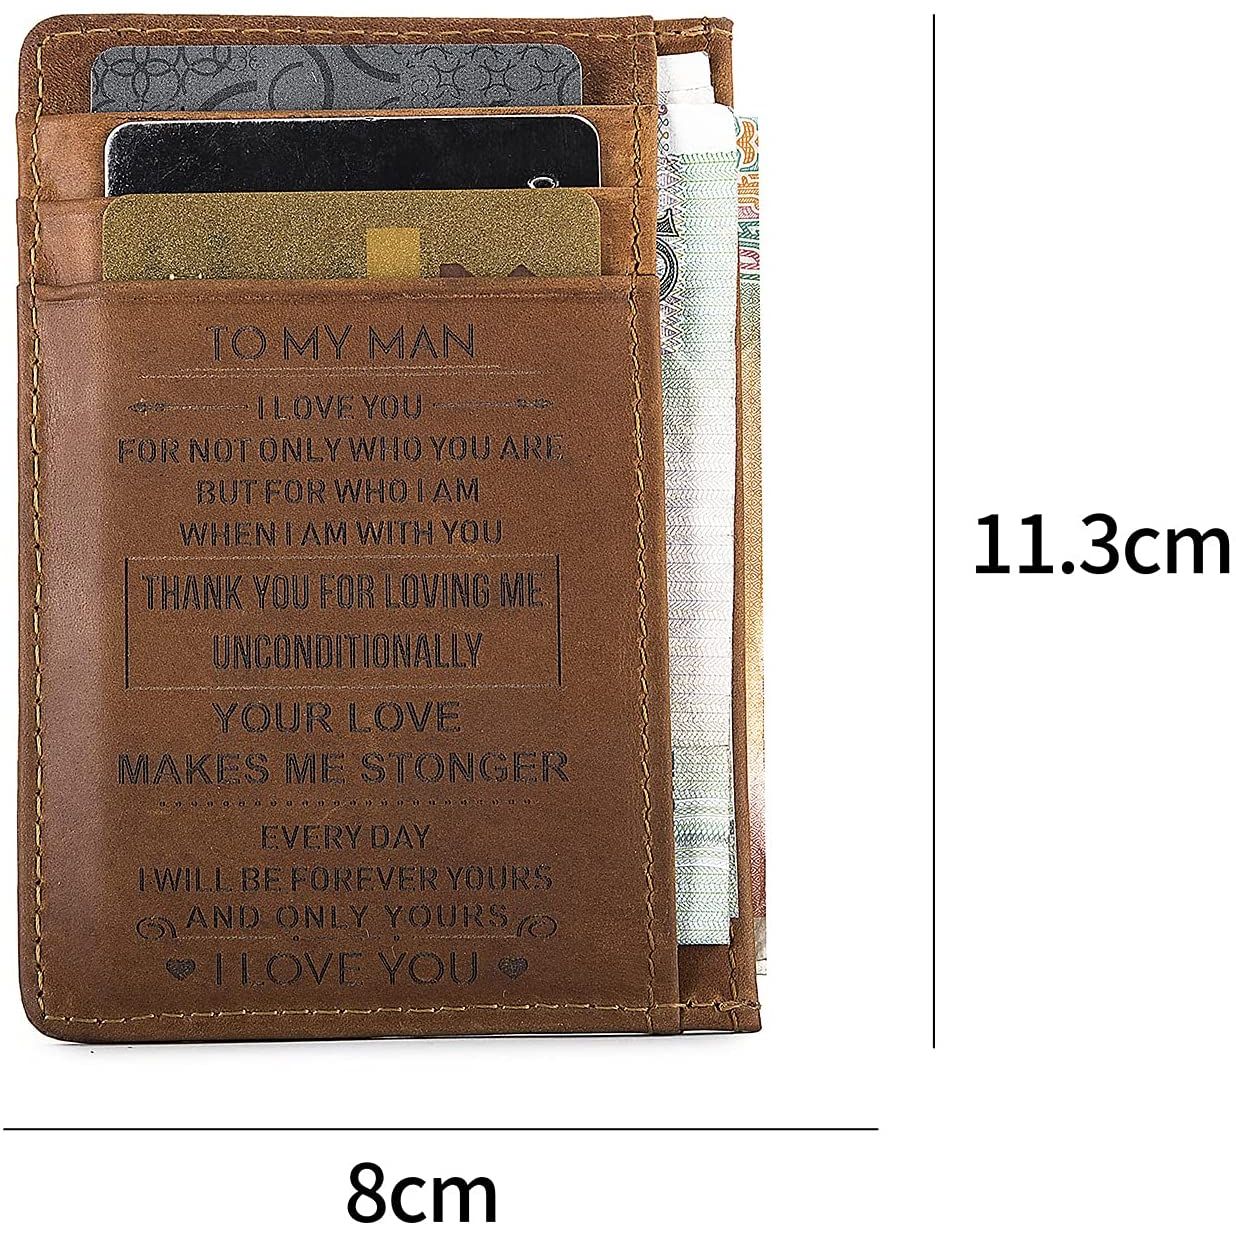 TO MY MAN
I LOVE YOU
FOR NOT ONLY WHO YOU ARE
BUT FOR WHO I AM
WHEN I AM WITH YOU
THANK YOU FOR LOVING ME
UNCONDITIONALLY
YOUR LOVE
MAKES ME STONGER
EVERY DAY
I WILL BE FOREVER YOURS
AND ONLY YOURS
I LOVE YOU
11.3cm
8cm